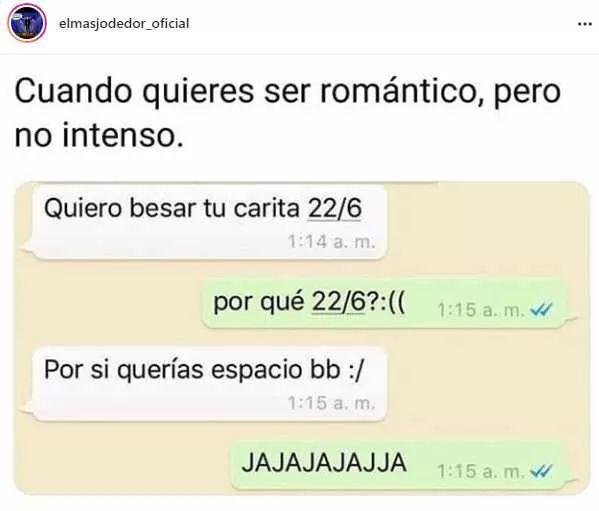 elmasjodedor_oficial
Cuando quieres ser romántico, pero
no intenso.
Quiero besar tu carita 22/6
1:14 a. m.
por qué 22/6?:((
1:15 a. m.
Por si querías espacio bb :/
1:15 a. m.
JAJAJAJAJJA
1:15 a. m.